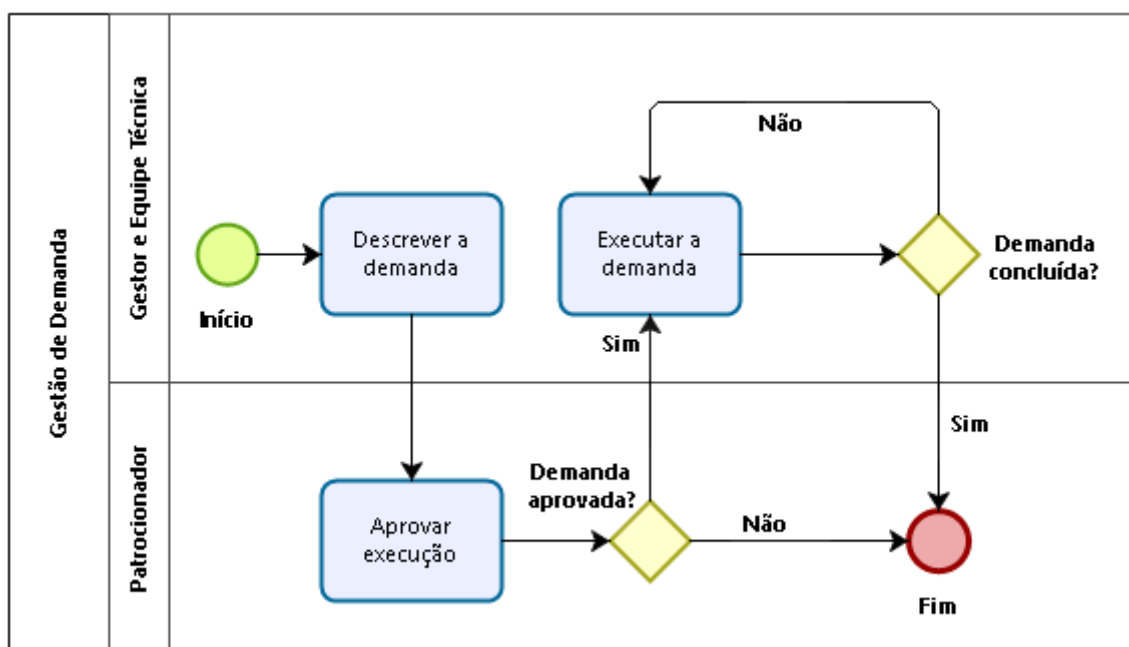 Gestão de Demanda
Gestor e Equipe Técnica
Início
Descrever a
demanda
Executar a
demanda
Não
Demanda
concluída?
Sim
Sim
Patrocionador
Aprovar
execução
Demanda
aprovada?
Não
Fim